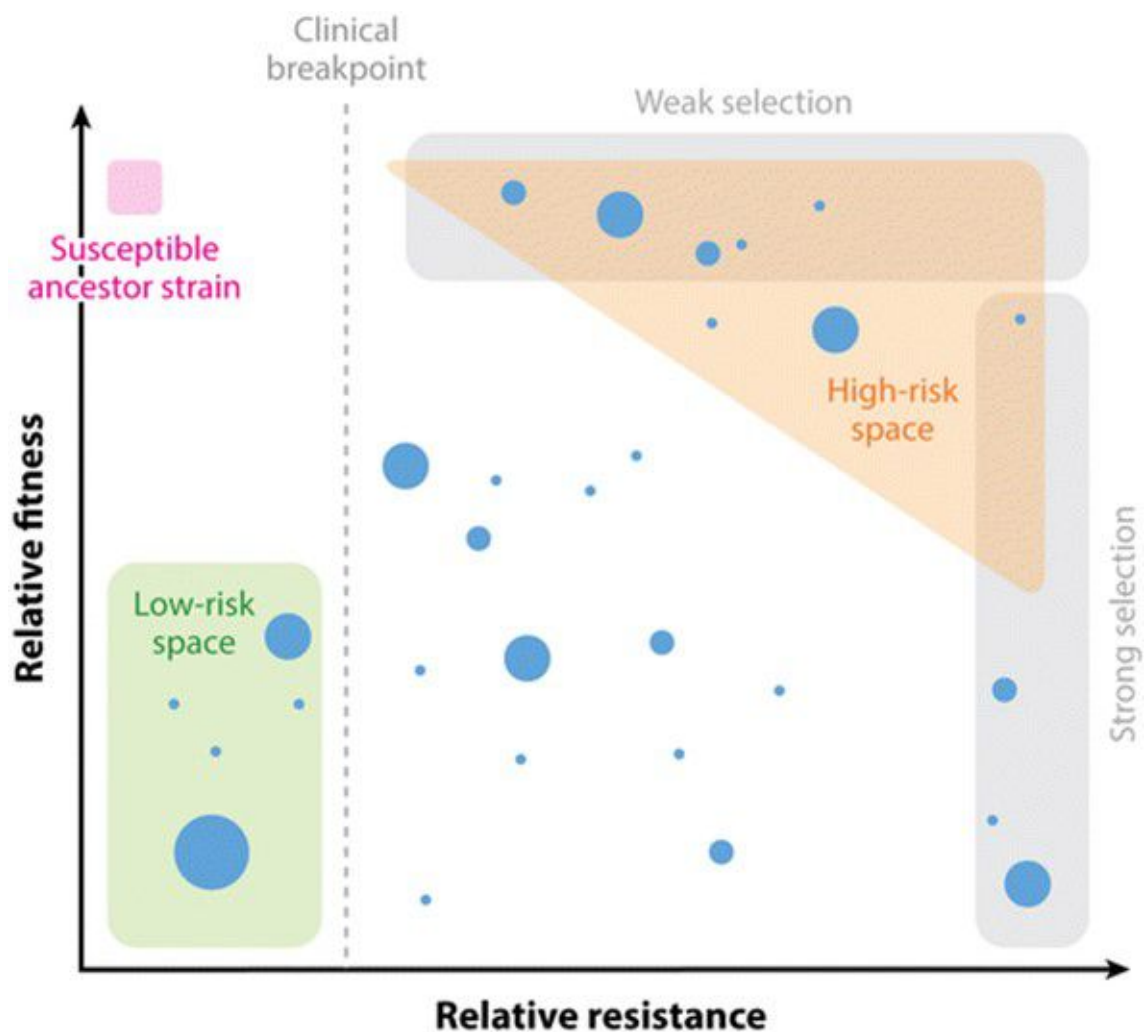 Clinical
breakpoint
Weak selection
Susceptible
ancestor strain
High-risk
space
Relative fitness
Low-risk
space
Strong selection
Relative resistance